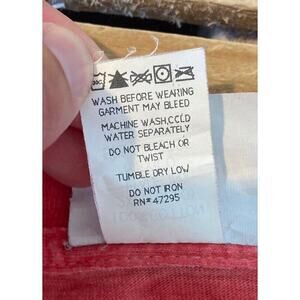 WASH BEFORE WEARING
GARMENT MAY BLEED
MACHINE WASH,COLD
WATER SEPARATELY
DO NOT BLEACH OR
TWIST
TUMBLE DRY LOW
DO NOT IRON
RN# 47295